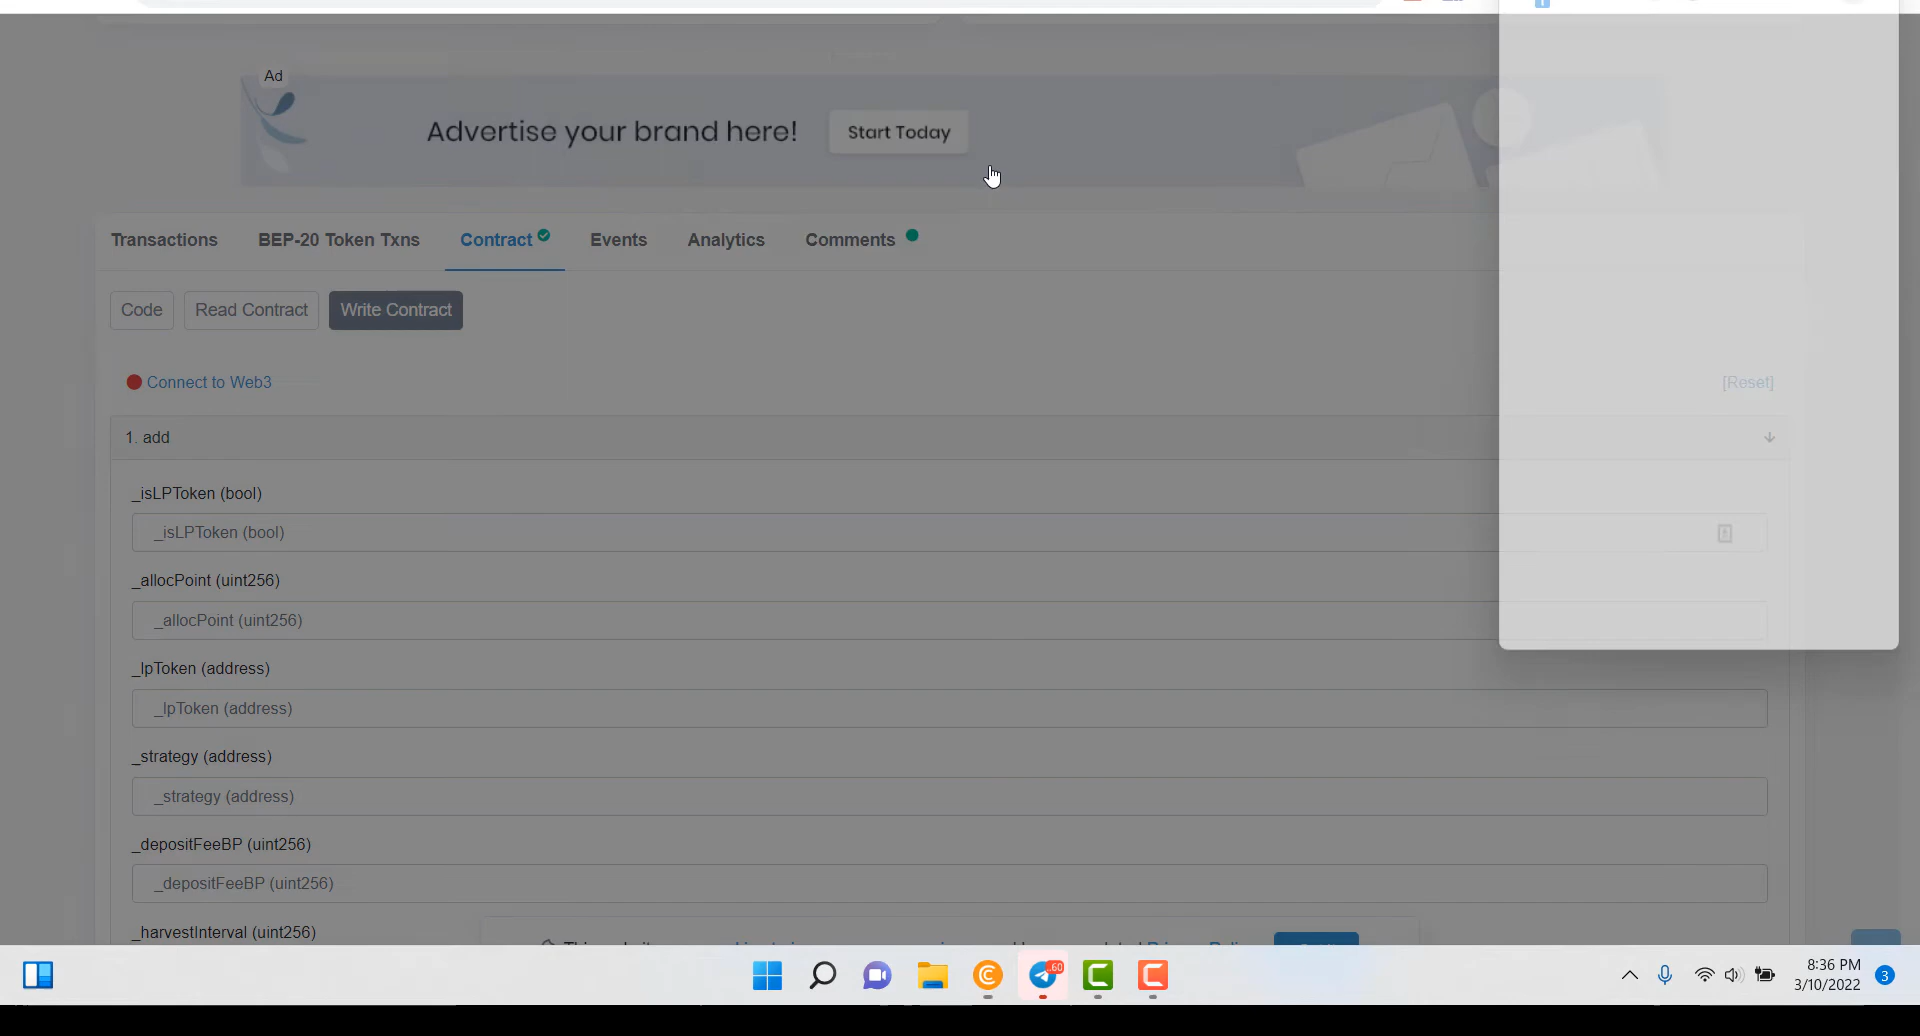 Ad
Advertise your brand here!
Start Today
Transactions
BEP-20 Token Txns
Contract
Events
Analytics
Comments
Code
Read Contract
Write Contract
Connect to Web3
[Reset]
1. add
_isLPToken (bool)
_isLPToken (bool)
_allocPoint (uint256)
_allocPoint (uint256)
_lpToken (address)
_lpToken (address)
_strategy (address)
_strategy (address)
_depositFeeBP (uint256)
_depositFeeBP (uint256)
_harvestInterval (uint256)
60
8:36 PM
3/10/2022
3